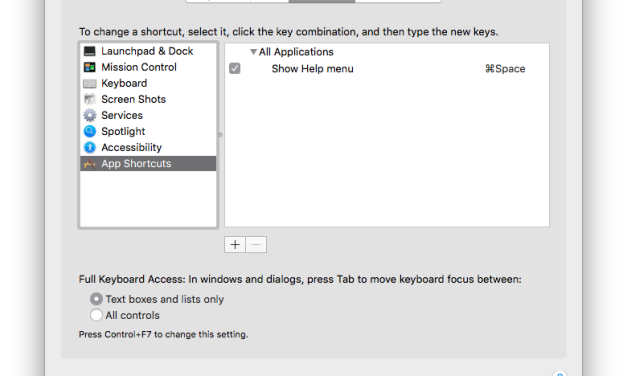 To change a shortcut, select it, click the key combination, and then type the new keys.
Launchpad & Dock
Mission Control
Keyboard
Screen Shots
Services
Spotlight
Accessibility
App Shortcuts
All Applications
Show Help menu ⌘Space
Full Keyboard Access: In windows and dialogs, press Tab to move keyboard focus between:
Text boxes and lists only
All controls
Press Control+F7 to change this setting.